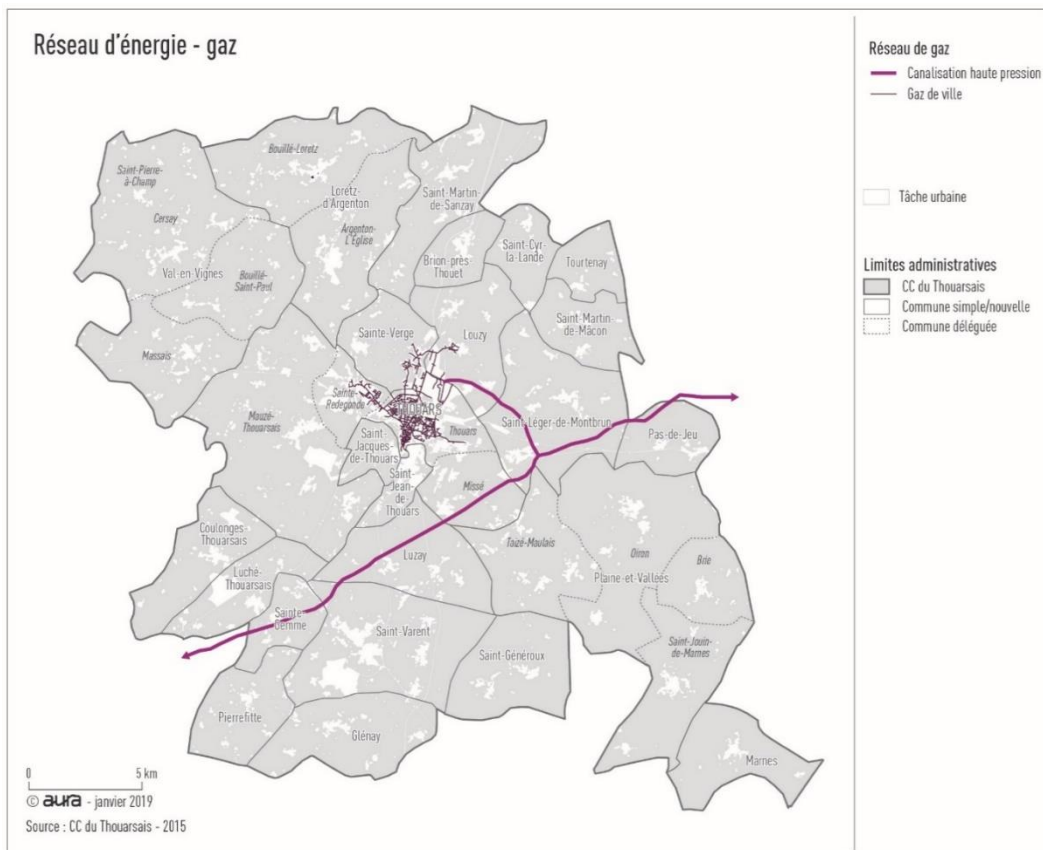 Réseau d'énergie - gaz
Réseau de gaz
Canalisation haute pression
Gaz de ville
Tâche urbaine
Limites administratives
CC du Thouarsais
Commune simple/nouvelle
Commune déléguée
Bouillé-Loretz
Saint-Pierre-
à-Champ
Loretz-
d'Argenton
Saint-Martin-
de-Sanzay
Cersay
Argenton-
L'Église
Saint-Cyr-
la-Lande
Brion-près-
Thouet
Tourtenay
Val-en-Vignes
Bouillé-
Saint-Paul
Saint-Martin-
de-Mâcon
Sainte-Verge
Louzy
Massais
Sainte-
Radegonde
THOUARS
Mauzé-
Thouarsais
Thouars
Saint-Léger-de-Montbrun
Pas-de-Jeu
Saint-
Jacques-
de-Thouars
Saint-
Jean-
de-
Thouars
Missé
Coulonges-
Thouarsais
Taizé-Maulais
Oiron
Luzay
Brie
Luché-
Thouarsais
Plaine-et-Vallées
Sainte-
Gemme
Saint-Varent
Saint-Généroux
Saint-Jouin-
de-Marnes
Pierrefitte
Glénay
Marnes
0 5 km
© aura - janvier 2019
Source : CC du Thouarsais - 2015